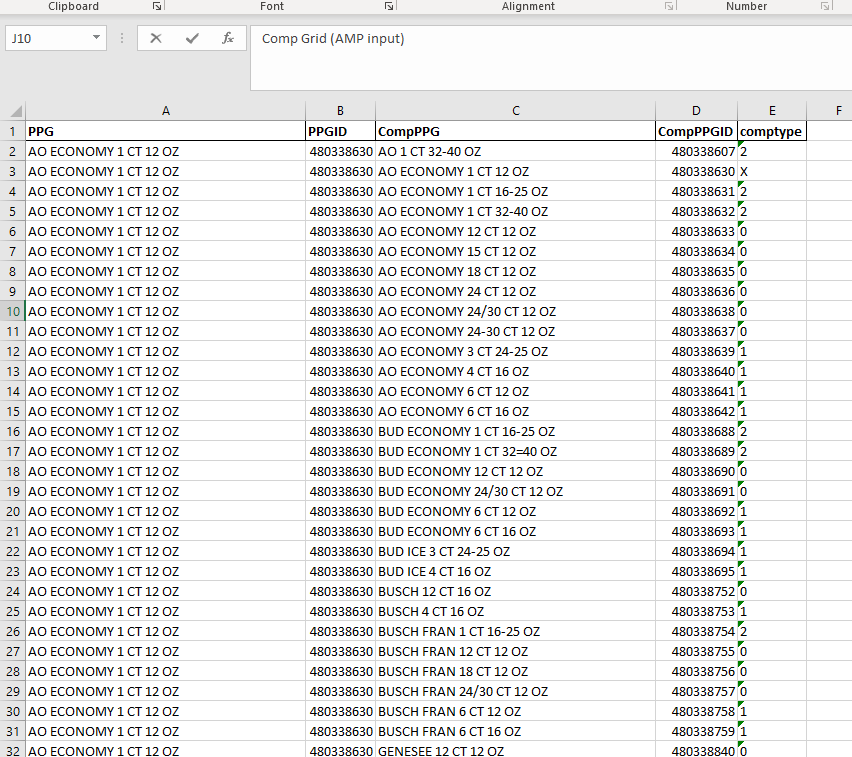 Clipboard Font Alignment Number
J10 fx Comp Grid (AMP input)
A B C D E F
1 PPG PPGID CompPPG CompPPGID comptype
2 AO ECONOMY 1 CT 12 OZ 480338630 AO 1 CT 32-40 OZ 480338607 2
3 AO ECONOMY 1 CT 12 OZ 480338630 AO ECONOMY 1 CT 12 OZ 480338630 X
4 AO ECONOMY 1 CT 12 OZ 480338630 AO ECONOMY 1 CT 16-25 OZ 480338631 2
5 AO ECONOMY 1 CT 12 OZ 480338630 AO ECONOMY 1 CT 32-40 OZ 480338632 2
6 AO ECONOMY 1 CT 12 OZ 480338630 AO ECONOMY 12 CT 12 OZ 480338633 0
7 AO ECONOMY 1 CT 12 OZ 480338630 AO ECONOMY 15 CT 12 OZ 480338634 0
8 AO ECONOMY 1 CT 12 OZ 480338630 AO ECONOMY 18 CT 12 OZ 480338635 0
9 AO ECONOMY 1 CT 12 OZ 480338630 AO ECONOMY 24 CT 12 OZ 480338636 0
10 AO ECONOMY 1 CT 12 OZ 480338630 AO ECONOMY 24/30 CT 12 OZ 480338638 0
11 AO ECONOMY 1 CT 12 OZ 480338630 AO ECONOMY 24-30 CT 12 OZ 480338637 0
12 AO ECONOMY 1 CT 12 OZ 480338630 AO ECONOMY 3 CT 24-25 OZ 480338639 1
13 AO ECONOMY 1 CT 12 OZ 480338630 AO ECONOMY 4 CT 16 OZ 480338640 1
14 AO ECONOMY 1 CT 12 OZ 480338630 AO ECONOMY 6 CT 12 OZ 480338641 1
15 AO ECONOMY 1 CT 12 OZ 480338630 AO ECONOMY 6 CT 16 OZ 480338642 1
16 AO ECONOMY 1 CT 12 OZ 480338630 BUD ECONOMY 1 CT 16-25 OZ 480338688 2
17 AO ECONOMY 1 CT 12 OZ 480338630 BUD ECONOMY 1 CT 32=40 OZ 480338689 2
18 AO ECONOMY 1 CT 12 OZ 480338630 BUD ECONOMY 12 CT 12 OZ 480338690 0
19 AO ECONOMY 1 CT 12 OZ 480338630 BUD ECONOMY 24/30 CT 12 OZ 480338691 0
20 AO ECONOMY 1 CT 12 OZ 480338630 BUD ECONOMY 6 CT 12 OZ 480338692 1
21 AO ECONOMY 1 CT 12 OZ 480338630 BUD ECONOMY 6 CT 16 OZ 480338693 1
22 AO ECONOMY 1 CT 12 OZ 480338630 BUD ICE 3 CT 24-25 OZ 480338694 1
23 AO ECONOMY 1 CT 12 OZ 480338630 BUD ICE 4 CT 16 OZ 480338695 1
24 AO ECONOMY 1 CT 12 OZ 480338630 BUSCH 12 CT 16 OZ 480338752 0
25 AO ECONOMY 1 CT 12 OZ 480338630 BUSCH 4 CT 16 OZ 480338753 1
26 AO ECONOMY 1 CT 12 OZ 480338630 BUSCH FRAN 1 CT 16-25 OZ 480338754 2
27 AO ECONOMY 1 CT 12 OZ 480338630 BUSCH FRAN 12 CT 12 OZ 480338755 0
28 AO ECONOMY 1 CT 12 OZ 480338630 BUSCH FRAN 18 CT 12 OZ 480338756 0
29 AO ECONOMY 1 CT 12 OZ 480338630 BUSCH FRAN 24/30 CT 12 OZ 480338757 0
30 AO ECONOMY 1 CT 12 OZ 480338630 BUSCH FRAN 6 CT 12 OZ 480338758 1
31 AO ECONOMY 1 CT 12 OZ 480338630 BUSCH FRAN 6 CT 16 OZ 480338759 1
32 AO ECONOMY 1 CT 12 OZ 480338630 GENESEE 12 CT 12 OZ 480338840 0